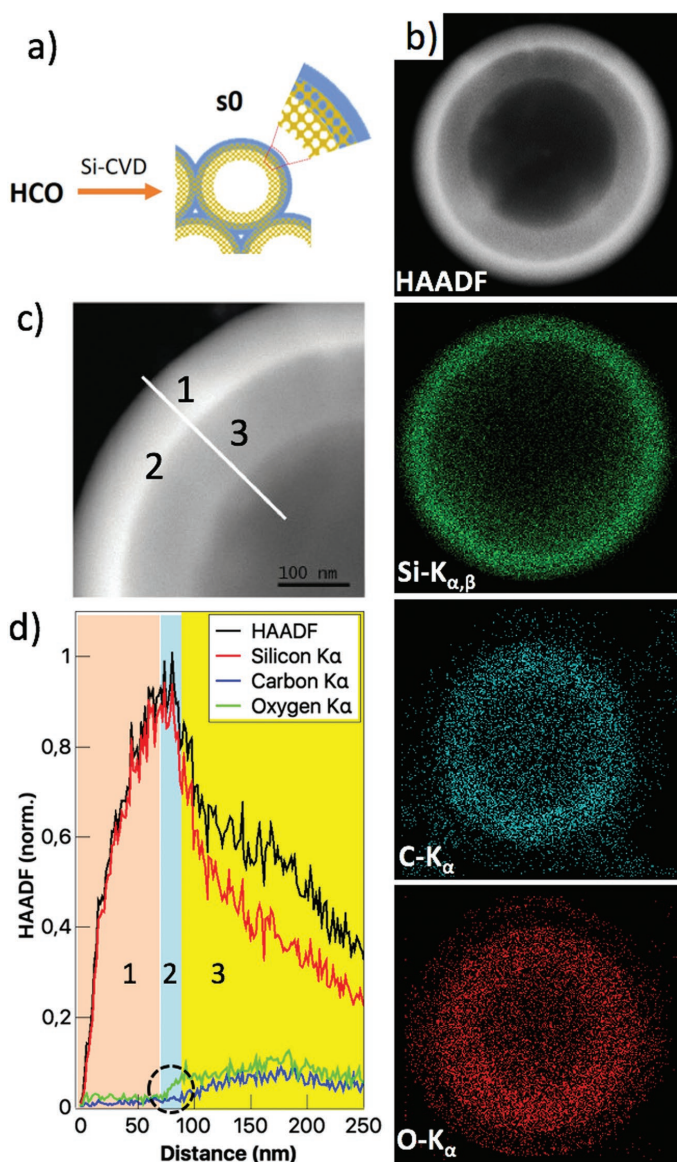 a)
s0
Si-CVD
HCO
b)
HAADF
c)
1
2
3
100 nm
Si-Kα,β
d)
HAADF
Silicon Kα
Carbon Kα
Oxygen Kα
1
0,8
0,6
0,4
0,2
0
HAADF (norm.)
1
2
3
0
50
100
150
200
250
Distance (nm)
C-Kα
O-Kα